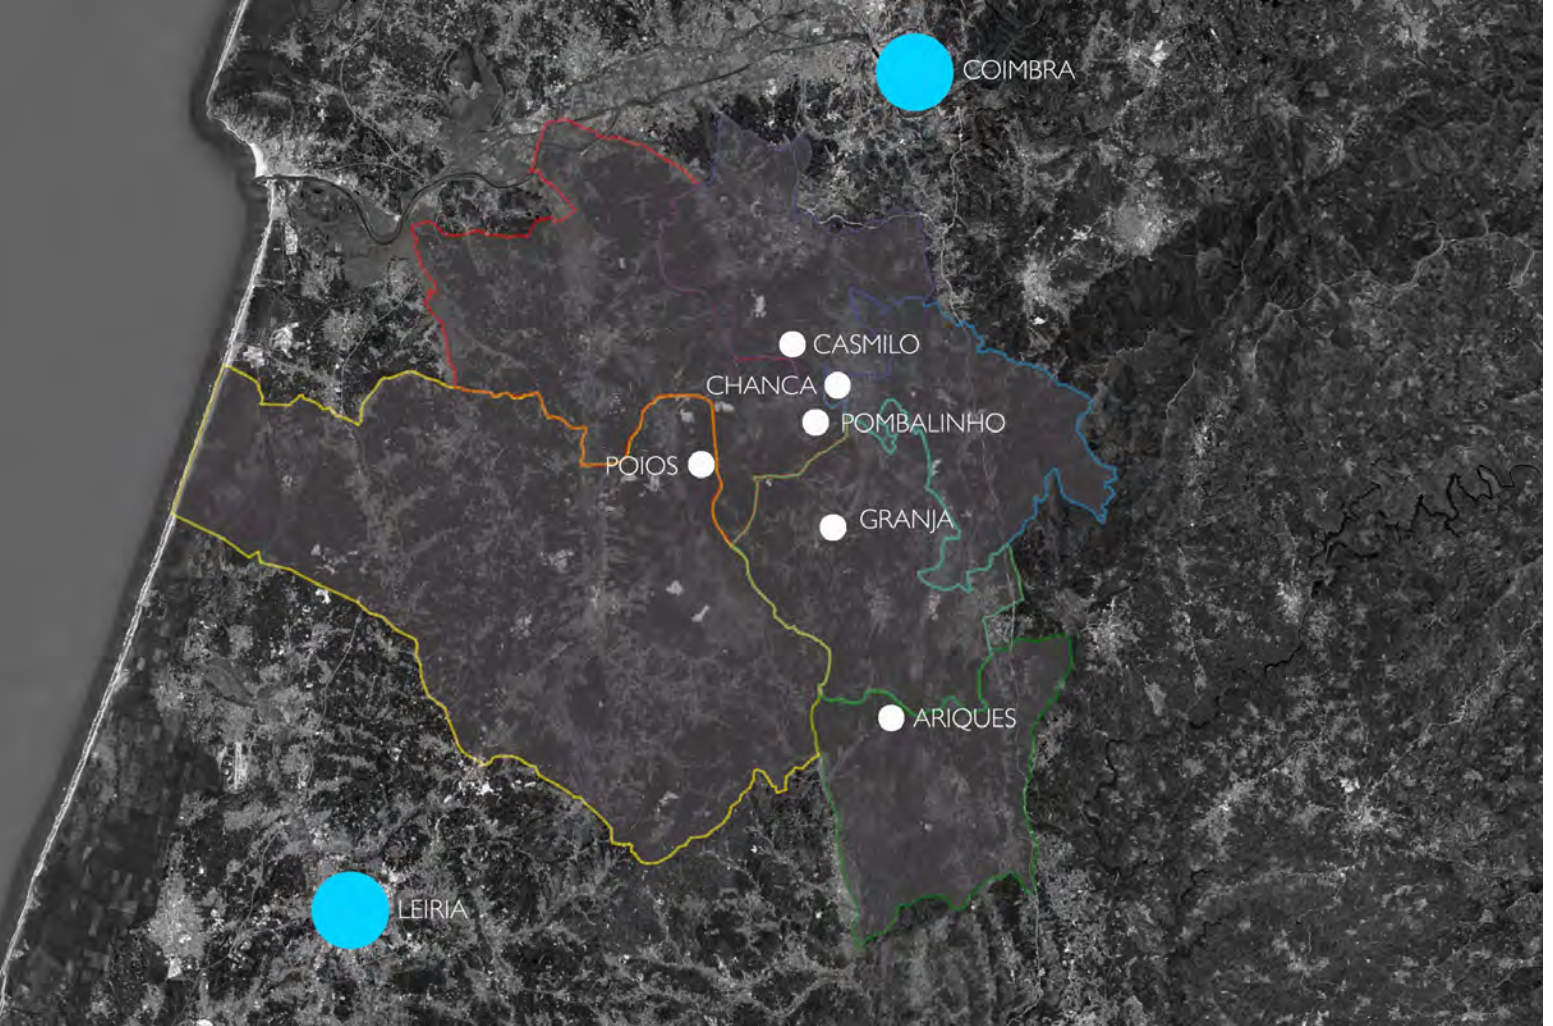 COIMBRA
CASMILO
CHANCA
POMBALINHO
POIOS
GRANJA
ARIQUES
LEIRIA